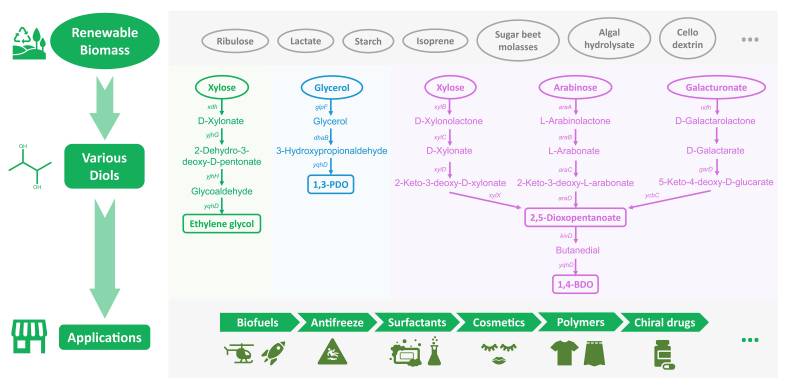 Renewable
Biomass
Ribulose
Lactate
Starch
Isoprene
Sugar beet
molasses
Algal
hydrolysate
Cello
dextrin
Various
Diols
OH
OH
Xylose
xdh
D-Xylonate
yjhG
2-Dehydro-3-
deoxy-D-pentonate
yjhH
Glycoaldehyde
yqhD
Ethylene glycol
Glycerol
glpF
Glycerol
dhaB
3-Hydroxypropionaldehyde
yqhD
1,3-PDO
Xylose
xylB
D-Xylonolactone
xylC
D-Xylonate
xylD
2-Keto-3-deoxy-D-xylonate
xylX
Arabinose
araA
L-Arabinolactone
araB
L-Arabonate
araC
2-Keto-3-deoxy-L-arabonate
araD
Galacturonate
udh
D-Galactarolactone
D-Galactarate
garD
5-Keto-4-deoxy-D-glucarate
ycbC
2,5-Dioxopentanoate
kivD
Butanedial
yqhD
1,4-BDO
Applications
Biofuels
Antifreeze
Surfactants
Cosmetics
Polymers
Chiral drugs